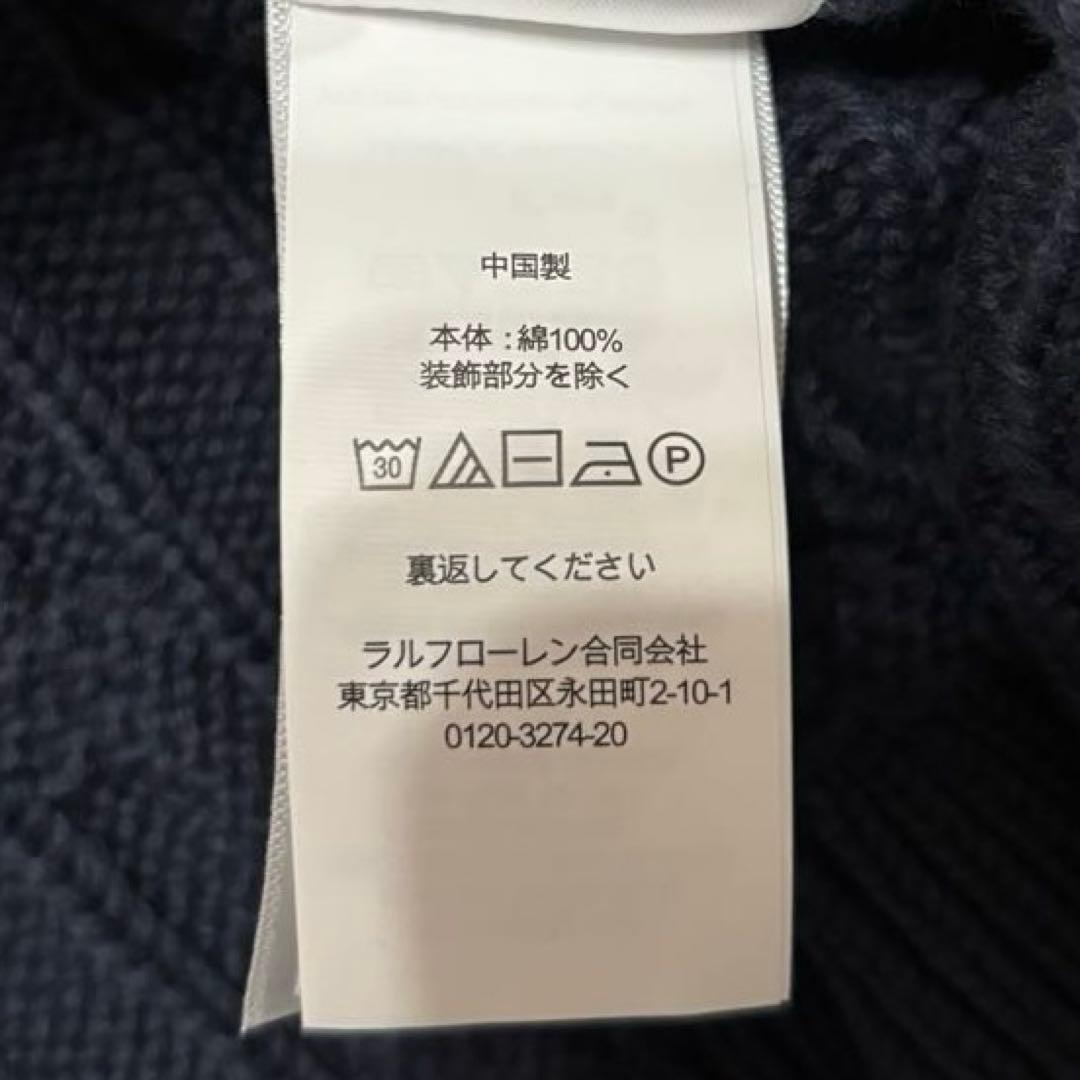 中国製
本体:綿100%
装飾部分を除く
30 P
裏返してください
ラルフローレン合同会社
東京都千代田区永田町2-10-1
0120-3274-20